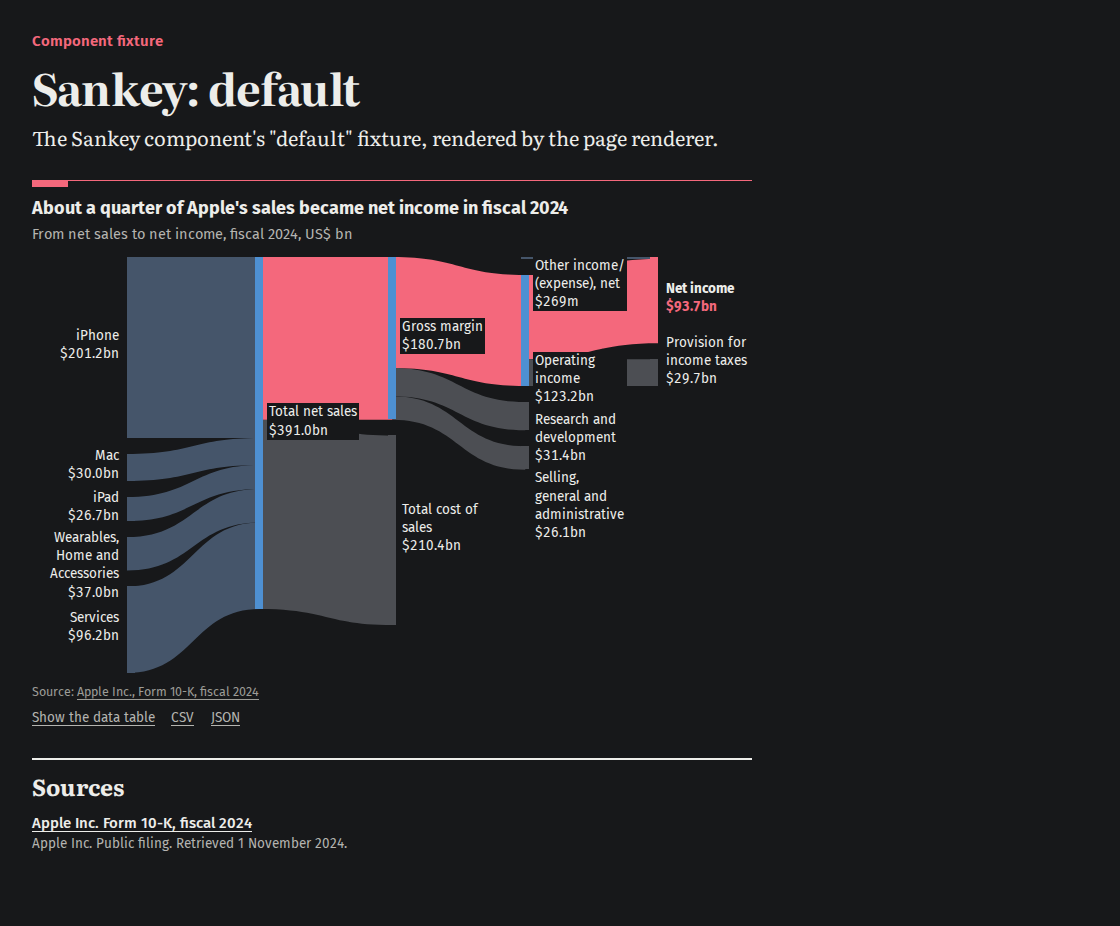 Component fixture
Sankey: default
The Sankey component's "default" fixture, rendered by the page renderer.
About a quarter of Apple's sales became net income in fiscal 2024
From net sales to net income, fiscal 2024, US$ bn
iPhone
$201.2bn
Mac
$30.0bn
iPad
$26.7bn
Wearables,
Home and
Accessories
$37.0bn
Services
$96.2bn
Total net sales
$391.0bn
Gross margin
$180.7bn
Total cost of
sales
$210.4bn
Other income/
(expense), net
$269m
Operating
income
$123.2bn
Research and
development
$31.4bn
Selling,
general and
administrative
$26.1bn
Net income
$93.7bn
Provision for
income taxes
$29.7bn
Source: Apple Inc., Form 10-K, fiscal 2024
Show the data table CSV JSON
Sources
Apple Inc. Form 10-K, fiscal 2024
Apple Inc. Public filing. Retrieved 1 November 2024.